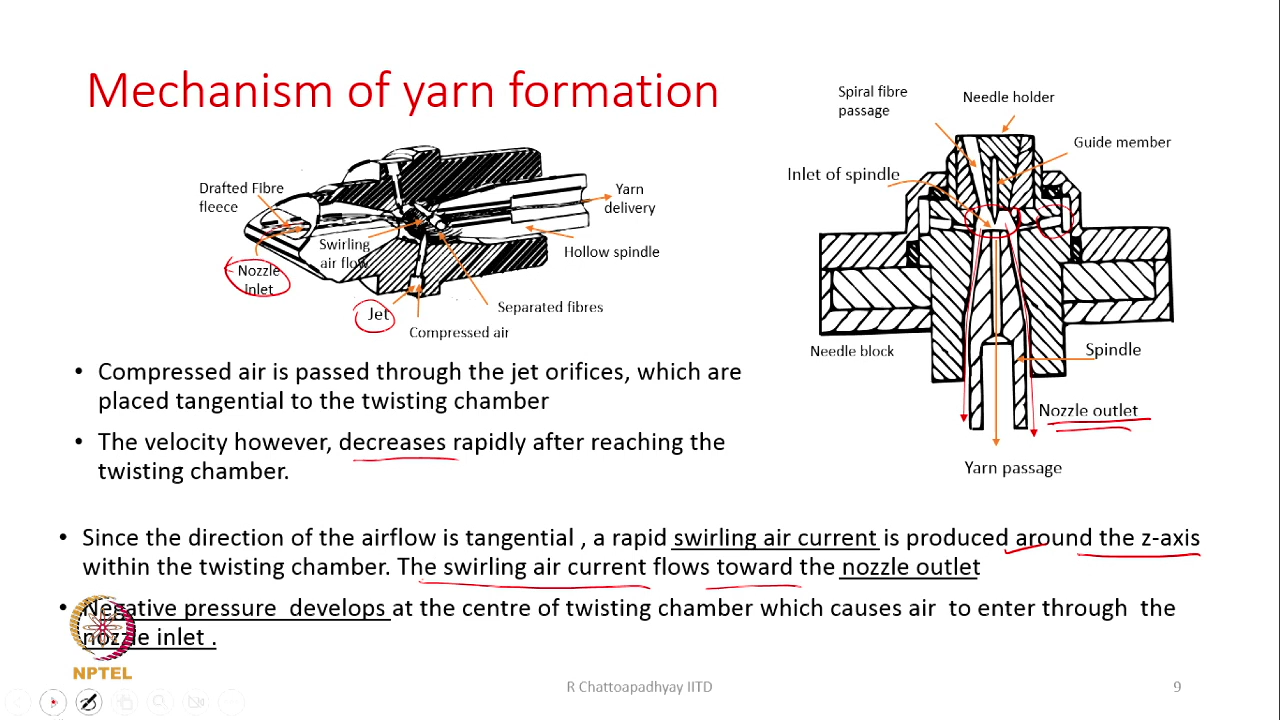 Mechanism of yarn formation
Drafted Fibre
fleece
Nozzle
Inlet
Swirling
air flow
Jet
Compressed air
Separated fibres
Hollow spindle
Yarn
delivery
Spiral fibre
passage
Needle holder
Guide member
Inlet of spindle
Needle block
Spindle
Nozzle outlet
Yarn passage
• Compressed air is passed through the jet orifices, which are
placed tangential to the twisting chamber
• The velocity however, decreases rapidly after reaching the
twisting chamber.
• Since the direction of the airflow is tangential , a rapid swirling air current is produced around the z-axis
within the twisting chamber. The swirling air current flows toward the nozzle outlet
• Negative pressure develops at the centre of twisting chamber which causes air to enter through the
nozzle inlet .
NPTEL
R Chattoapadhyay IITD
9